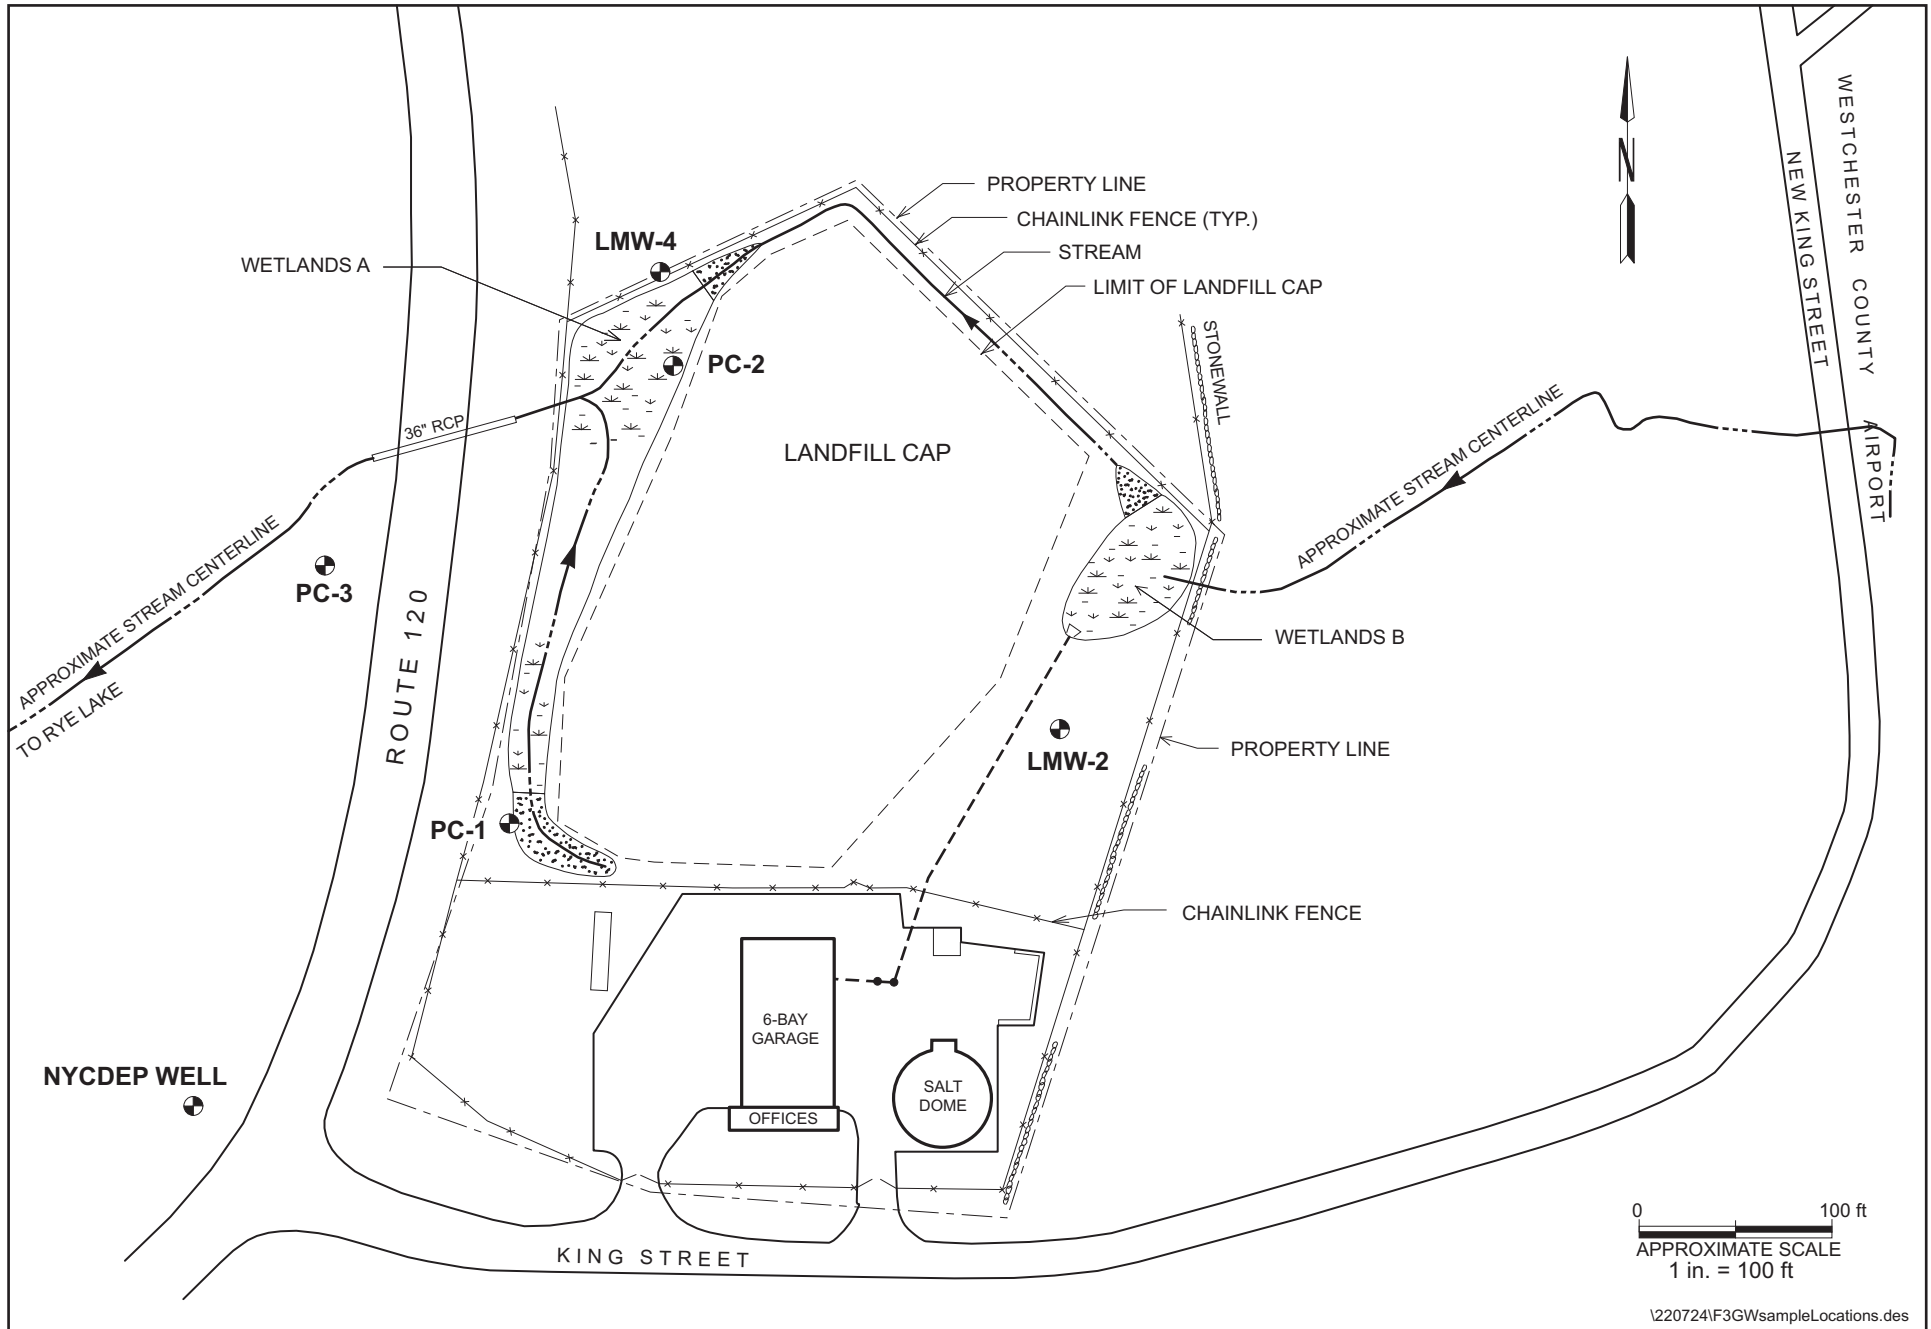 WESTCHESTER COUNTY
AIRPORT
NEW KING STREET
N
PROPERTY LINE
CHAINLINK FENCE (TYP.)
STREAM
LIMIT OF LANDFILL CAP
LMW-4
WETLANDS A
PC-2
STONEWALL
36" RCP
LANDFILL CAP
APPROXIMATE STREAM CENTERLINE
APPROXIMATE STREAM CENTERLINE
TO RYE LAKE
PC-3
ROUTE 120
WETLANDS B
PROPERTY LINE
LMW-2
PC-1
CHAINLINK FENCE
6-BAY
GARAGE
OFFICES
SALT
DOME
NYCDEP WELL
KING STREET
0 100 ft
APPROXIMATE SCALE
1 in. = 100 ft
\220724\F3GWsampleLocations.des